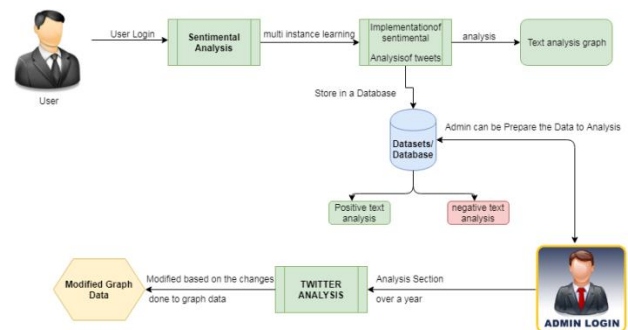 User Login
Sentimental
Analysis
multi instance learning
Implementationof
sentimental
Analysisof tweets
analysis
Text analysis graph
User
Store in a Database
Admin can be Prepare the Data to Analysis
Datasets/
Database
Positive text
analysis
negative text
analysis
Modified Graph
Data
Modified based on the changes
done to graph data
TWITTER
ANALYSIS
Analysis Section
over a year
ADMIN LOGIN